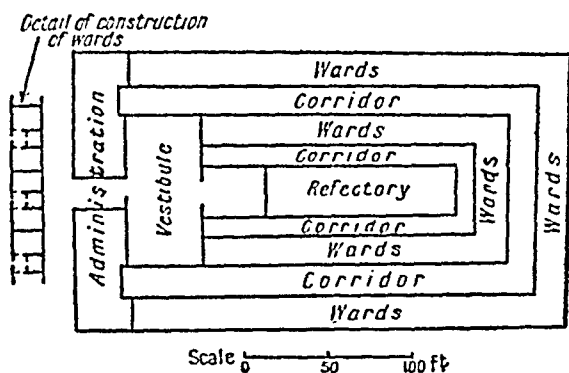 Detail of construction
of wards
Wards
Corridor
Wards
Corridor
Refectory
Corridor
Wards
Corridor
Wards
Administration
Vestibule
Wards
Wards
Scale 0 50 100 ft